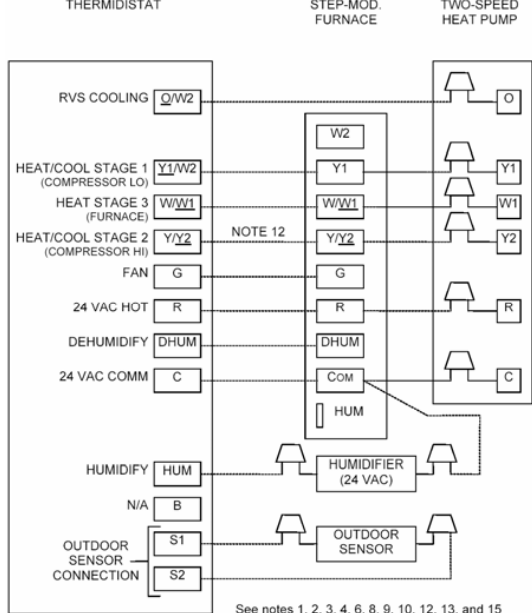 THERMIDISTAT
STEP-MOD.
FURNACE
TWO-SPEED
HEAT PUMP
RVS COOLING O/W2 O
W2
HEAT/COOL STAGE 1 Y1/W2 Y1 Y1
(COMPRESSOR LO)
HEAT STAGE 3 W/W1 W/W1 W1
(FURNACE)
HEAT/COOL STAGE 2 Y/Y2 NOTE 12 Y/Y2 Y2
(COMPRESSOR HI)
FAN G G
24 VAC HOT R R R
DEHUMIDIFY DHUM DHUM
24 VAC COMM C COM C
HUM
HUMIDIFY HUM HUMIDIFIER
(24 VAC)
N/A B
OUTDOOR
SENSOR
CONNECTION
S1
S2
OUTDOOR
SENSOR
See notes 1, 2, 3, 4, 6, 8, 9, 10, 12, 13, and 15